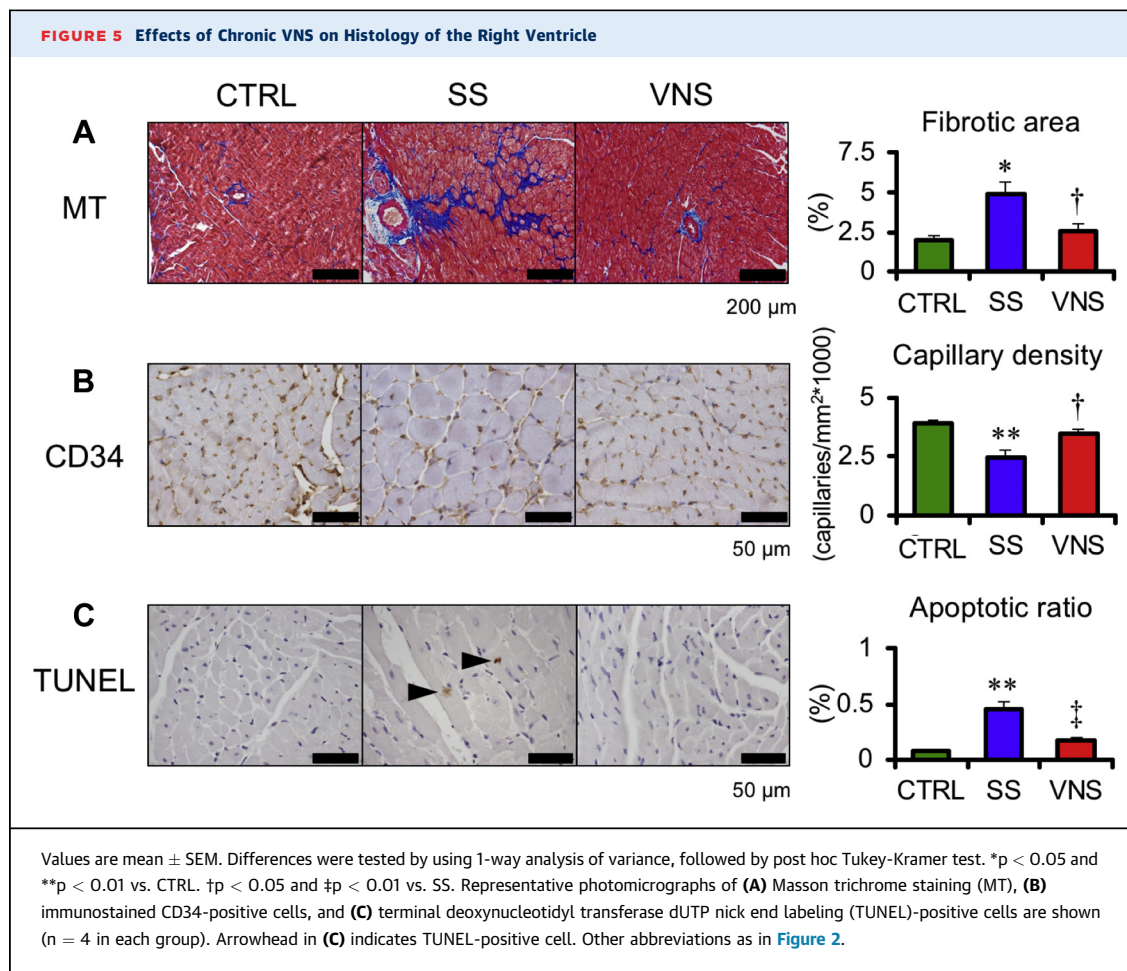 FIGURE 5 Effects of Chronic VNS on Histology of the Right Ventricle
CTRL SS VNS
A
MT
200 µm
Fibrotic area
7.5
5
2.5
0
(%)
*
†
CTRL SS VNS
B
CD34
50 µm
Capillary density
5
2.5
0
(capillaries/mm²*1000)
**
†
CTRL SS VNS
C
TUNEL
50 µm
Apoptotic ratio
1
0.5
0
(%)
**
‡
CTRL SS VNS
Values are mean ± SEM. Differences were tested by using 1-way analysis of variance, followed by post hoc Tukey-Kramer test. *p < 0.05 and
**p < 0.01 vs. CTRL. †p < 0.05 and ‡p < 0.01 vs. SS. Representative photomicrographs of (A) Masson trichrome staining (MT), (B)
immunostained CD34-positive cells, and (C) terminal deoxynucleotidyl transferase dUTP nick end labeling (TUNEL)-positive cells are shown
(n = 4 in each group). Arrowhead in (C) indicates TUNEL-positive cell. Other abbreviations as in Figure 2.